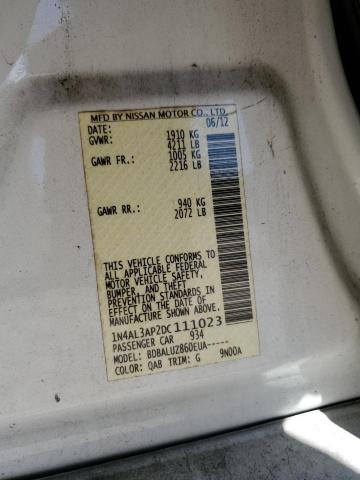 MFD BY NISSAN MOTOR CO., LTD.
DATE: 06/12
GVWR: 1910 KG
4211 LB
GAWR FR.: 1005 KG
2216 LB
GAWR RR.: 940 KG
2072 LB
THIS VEHICLE CONFORMS TO
ALL APPLICABLE FEDERAL
MOTOR VEHICLE SAFETY,
BUMPER, AND THEFT
PREVENTION STANDARDS IN
EFFECT ON THE DATE OF
MANUFACTURE SHOWN ABOVE.
1N4AL3AP2DC111023
PASSENGER CAR 934
MODEL: BDBALUZ860EUA-----
COLOR: QAB TRIM: G 9N00A